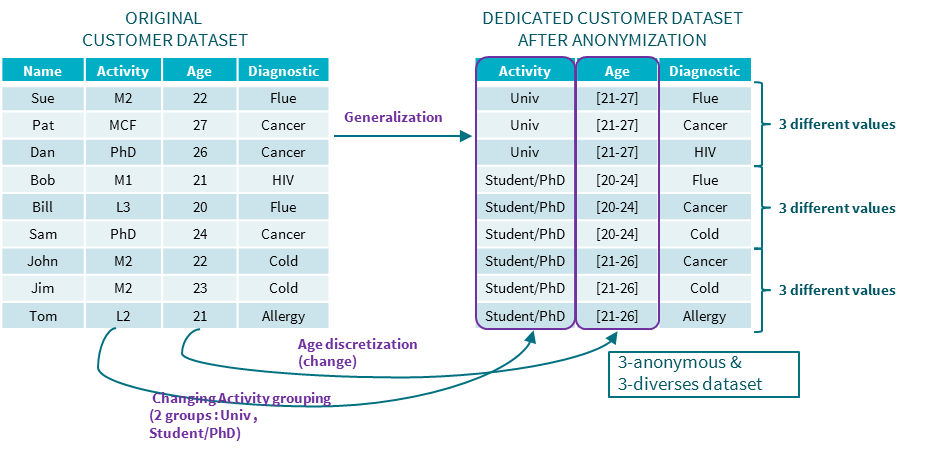 ORIGINAL
CUSTOMER DATASET
DEDICATED CUSTOMER DATASET
AFTER ANONYMIZATION
Name Activity Age Diagnostic
Sue M2 22 Flue
Pat MCF 27 Cancer
Dan PhD 26 Cancer
Bob M1 21 HIV
Bill L3 20 Flue
Sam PhD 24 Cancer
John M2 22 Cold
Jim M2 23 Cold
Tom L2 21 Allergy
Generalization
Activity Age Diagnostic
Univ [21-27] Flue
Univ [21-27] Cancer
Univ [21-27] HIV
Student/PhD [20-24] Flue
Student/PhD [20-24] Cancer
Student/PhD [20-24] Cold
Student/PhD [21-26] Cancer
Student/PhD [21-26] Cold
Student/PhD [21-26] Allergy
3 different values
3 different values
3 different values
Age discretization
(change)
Changing Activity grouping
(2 groups : Univ ,
Student/PhD)
3-anonymous &
3-diverses dataset